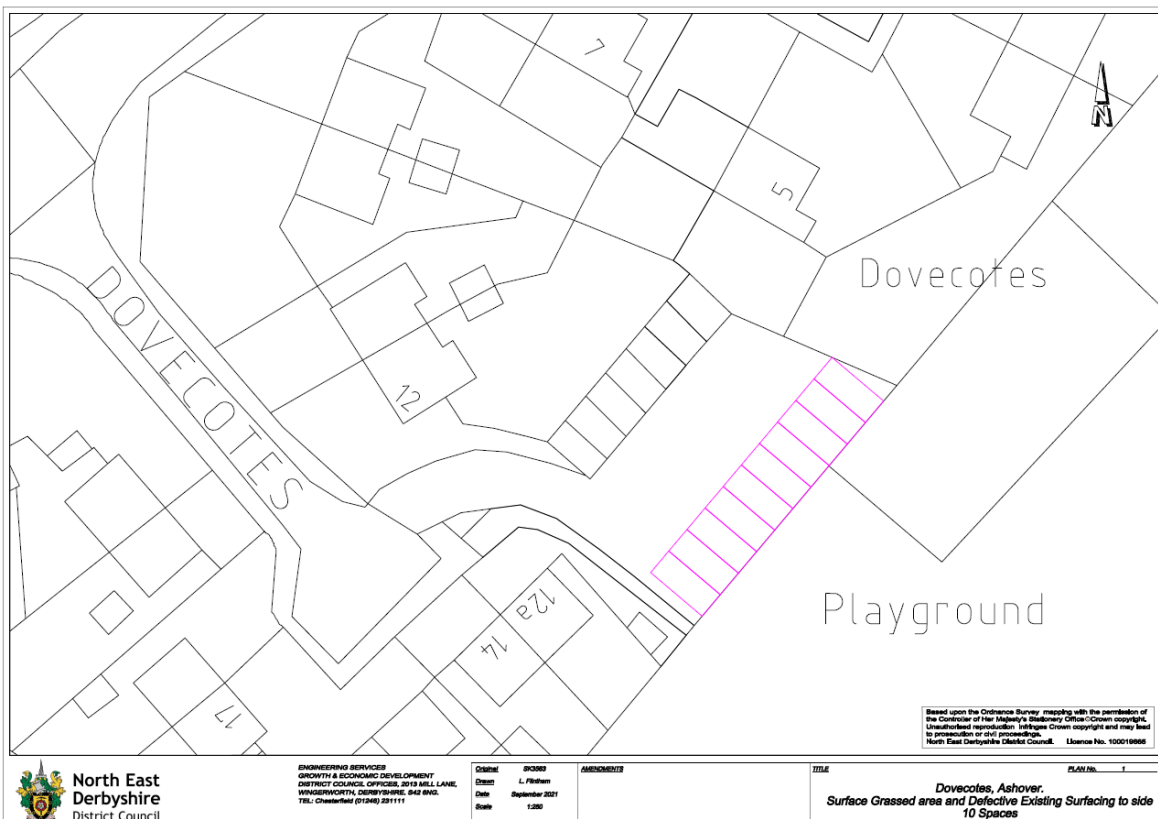 7
N
5
Dovecotes
DOVECOTES
12
Playground
12a
14
17
Based upon the Ordnance Survey mapping with the permission of
the Controller of Her Majesty's Stationery Office © Crown copyright.
Unauthorised reproduction infringes Crown copyright and may lead
to prosecution or civil proceedings.
North East Derbyshire District Council. Licence No. 100019666
North East
Derbyshire
District Council
ENGINEERING SERVICES
GROWTH & ECONOMIC DEVELOPMENT
DISTRICT COUNCIL OFFICES, 2013 MILL LANE,
WINGERWORTH, DERBYSHIRE. S42 6NG.
TEL: Chesterfield (01246) 231111
Original SK3563
Drawn L. Flintham
Date September 2021
Scale 1:250
AMENDMENTS
TITLE
PLAN No. 1
Dovecotes, Ashover.
Surface Grassed area and Defective Existing Surfacing to side
10 Spaces